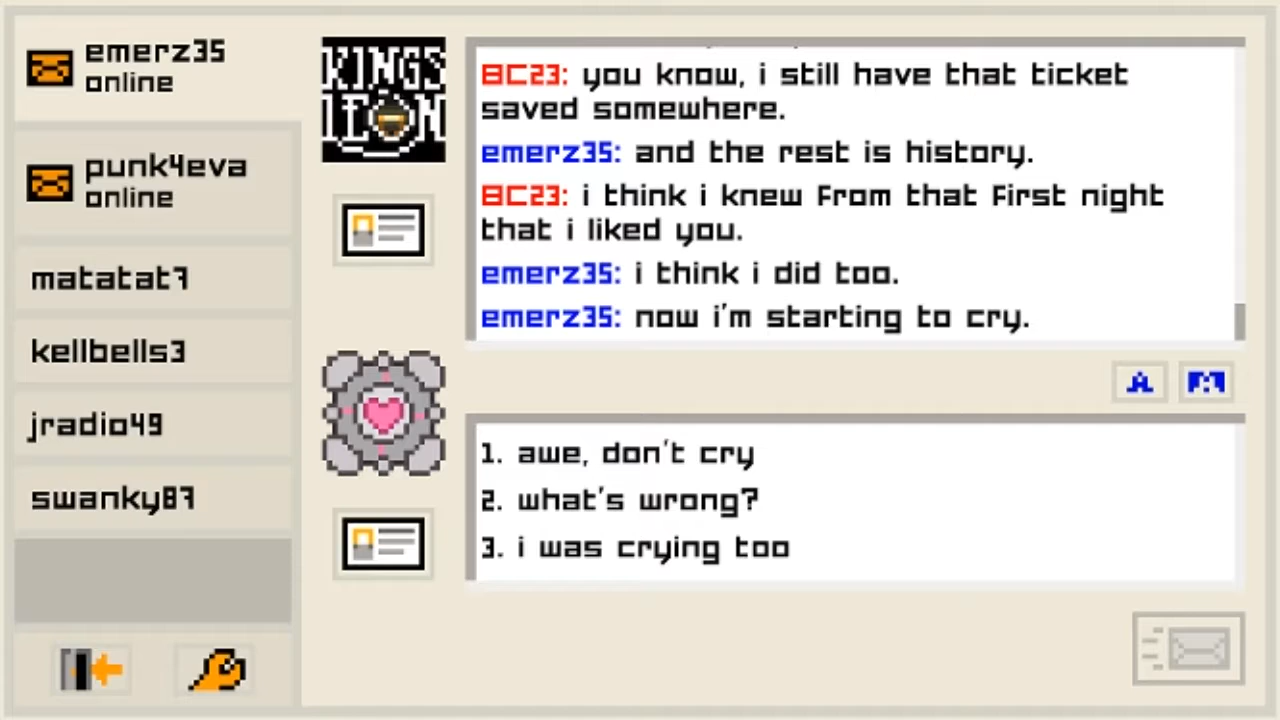 emerz35
online
punk4eva
online
matatat7
kellbells3
jradio49
swanky87
KINGS
LEON
BC23: you know, i still have that ticket
saved somewhere.
emerz35: and the rest is history.
BC23: i think i knew from that first night
that i liked you.
emerz35: i think i did too.
emerz35: now i'm starting to cry.
A
1. awe, don't cry
2. what's wrong?
3. i was crying too